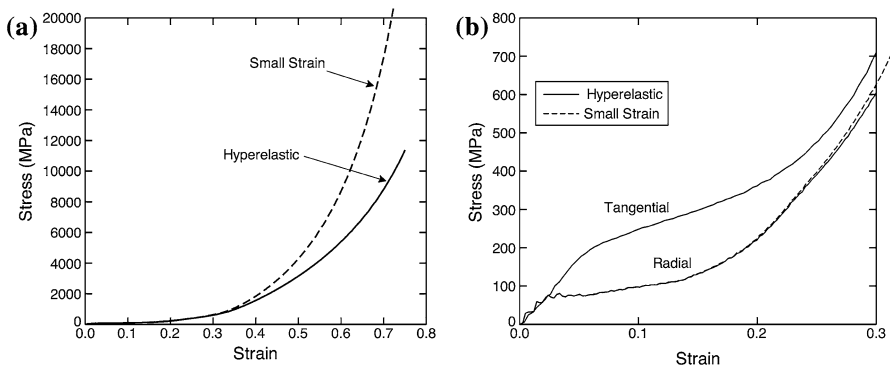 (a)
20000
18000
16000
14000
12000
10000
8000
6000
4000
2000
0
Stress (MPa)
Small Strain
Hyperelastic
0.0 0.1 0.2 0.3 0.4 0.5 0.6 0.7 0.8
Strain
(b)
800
700
600
500
400
300
200
100
0
Stress (MPa)
Hyperelastic
Small Strain
Tangential
Radial
0.0 0.1 0.2 0.3
Strain